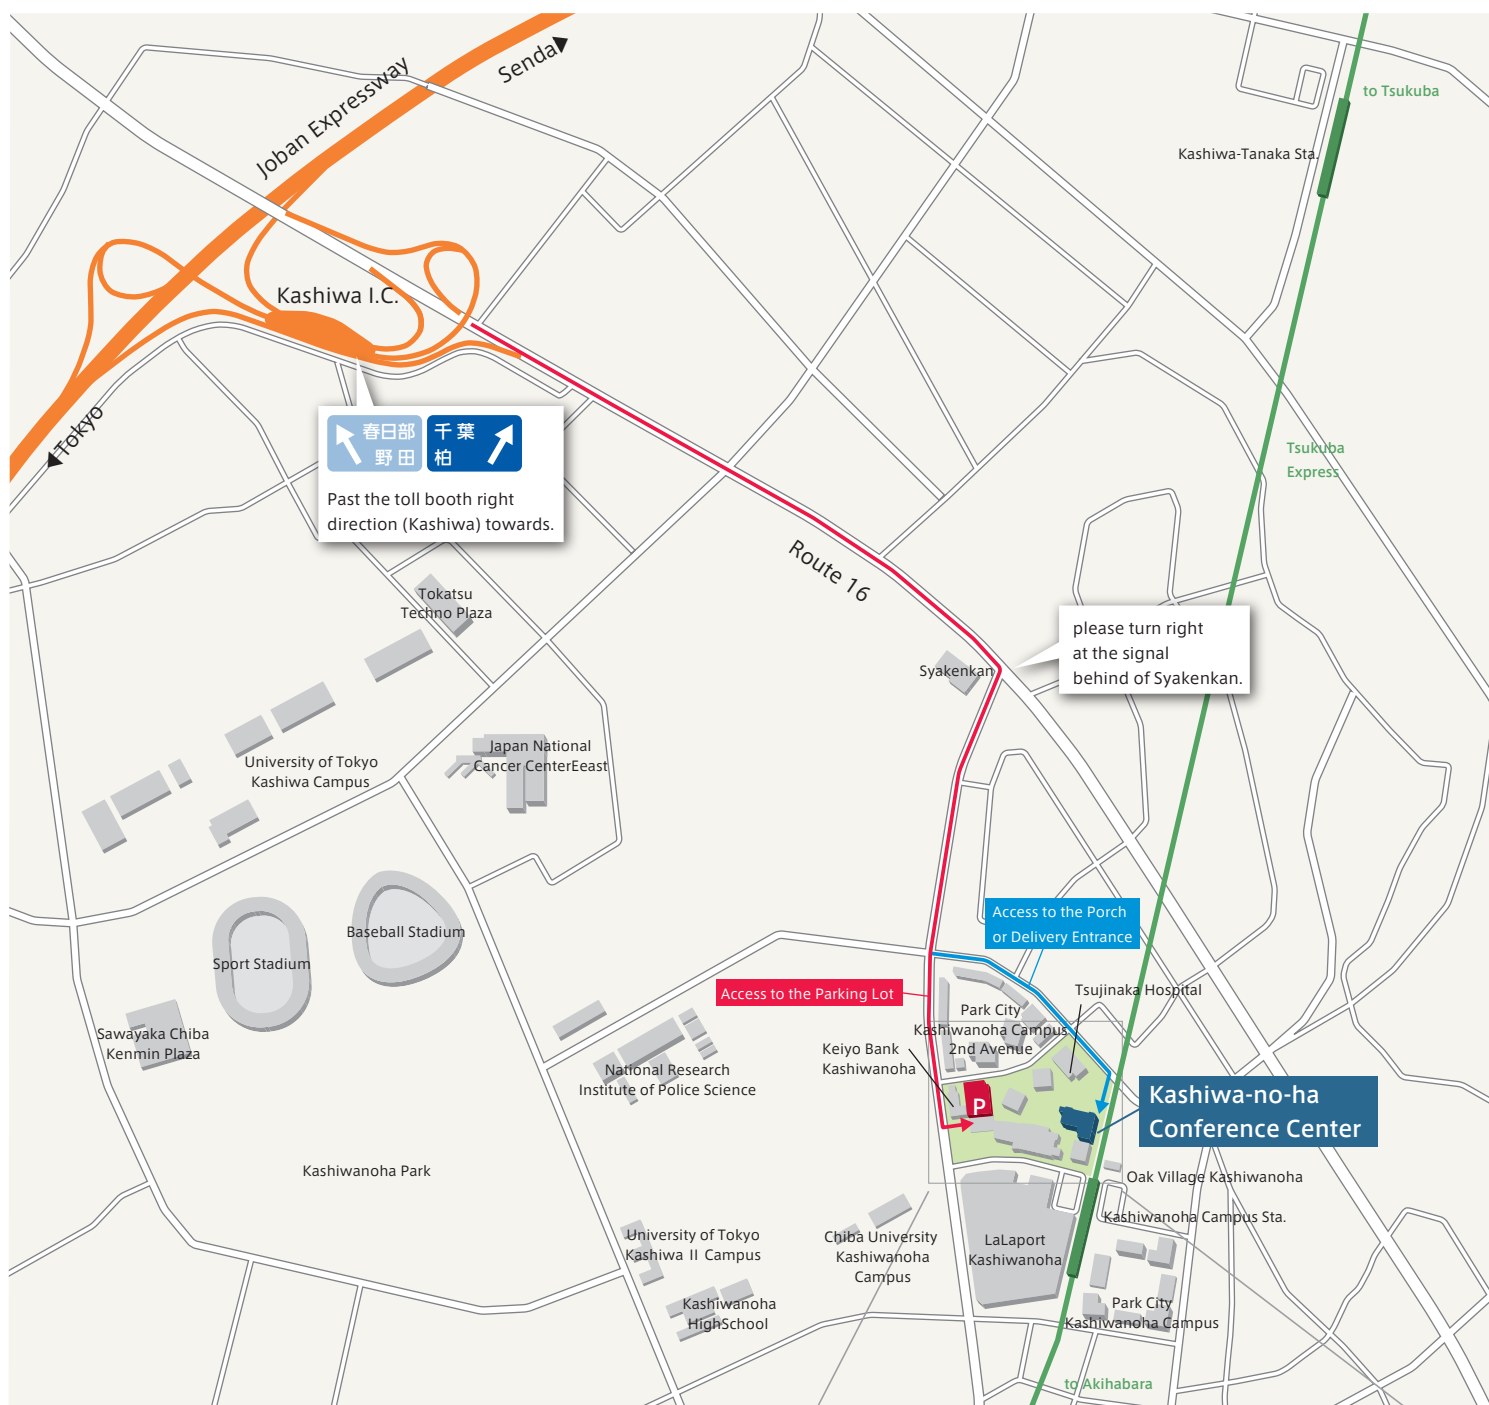 Senda
Joban Expressway
to Tsukuba
Kashiwa-Tanaka Sta.
Kashiwa I.C.
Tokyo
春日部
野田
千葉
柏
Past the toll booth right
direction (Kashiwa) towards.
Tsukuba
Express
Route 16
Tokatsu
Techno Plaza
please turn right
at the signal
behind of Syakenkan.
Syakenkan
University of Tokyo
Kashiwa Campus
Japan National
Cancer CenterEeast
Baseball Stadium
Sport Stadium
Access to the Porch
or Delivery Entrance
Access to the Parking Lot
Tsujinaka Hospital
Park City
Kashiwanoha Campus
2nd Avenue
Sawayaka Chiba
Kenmin Plaza
Keiyo Bank
Kashiwanoha
National Research
Institute of Police Science
P
Kashiwa-no-ha
Conference Center
Kashiwanoha Park
Oak Village Kashiwanoha
Kashiwanoha Campus Sta.
University of Tokyo
Kashiwa II Campus
Chiba University
Kashiwanoha
Campus
LaLaport
Kashiwanoha
Kashiwanoha
HighSchool
Park City
Kashiwanoha Campus
to Akihabara